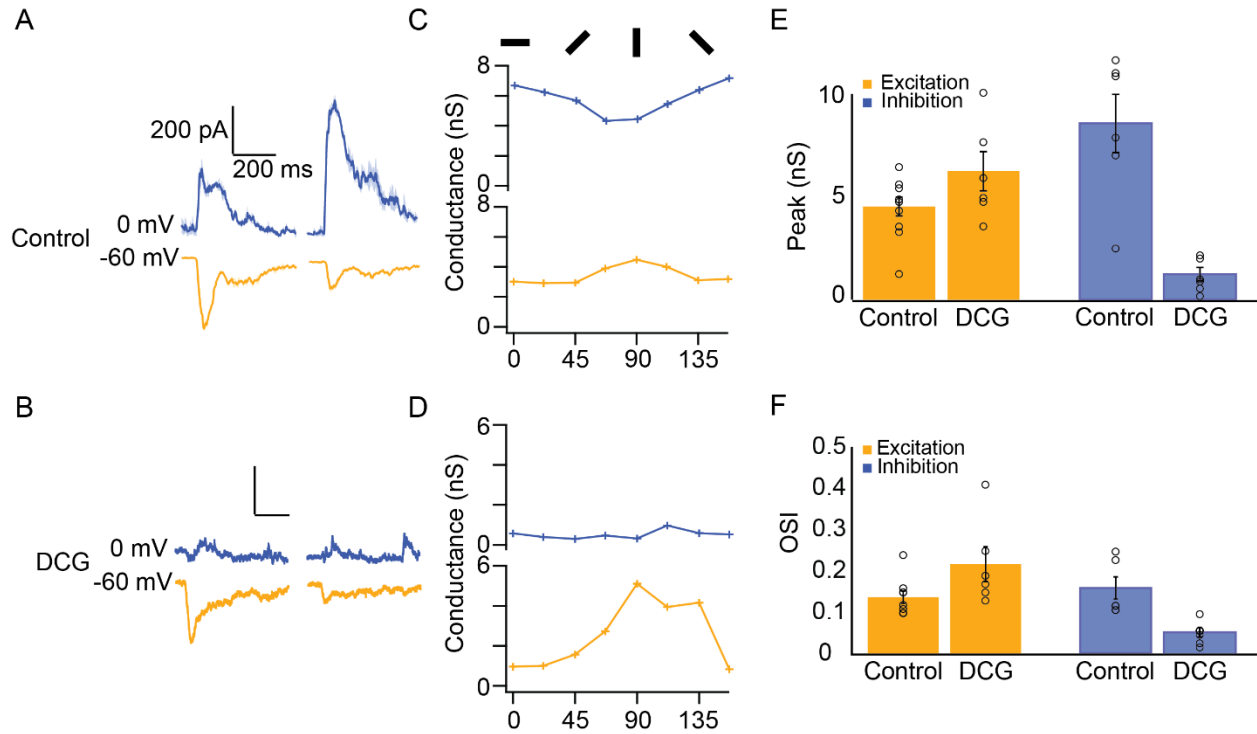 A
200 pA
200 ms
Control
0 mV
-60 mV
B
DCG
0 mV
-60 mV
C
8
Conductance (nS)
0
8
0
0 45 90 135
D
6
Conductance (nS)
0
6
0
0 45 90 135
E
Excitation
Inhibition
10
Peak (nS)
5
0
Control DCG Control DCG
F
0.5
Excitation
Inhibition
0.4
0.3
OSI
0.2
0.1
0
Control DCG Control DCG